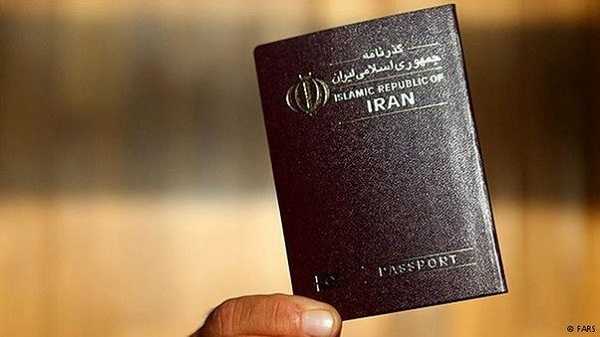 گذرنامه
جمهوری اسلامی ایران
ISLAMIC REPUBLIC OF
IRAN
PASSPORT
© FARS